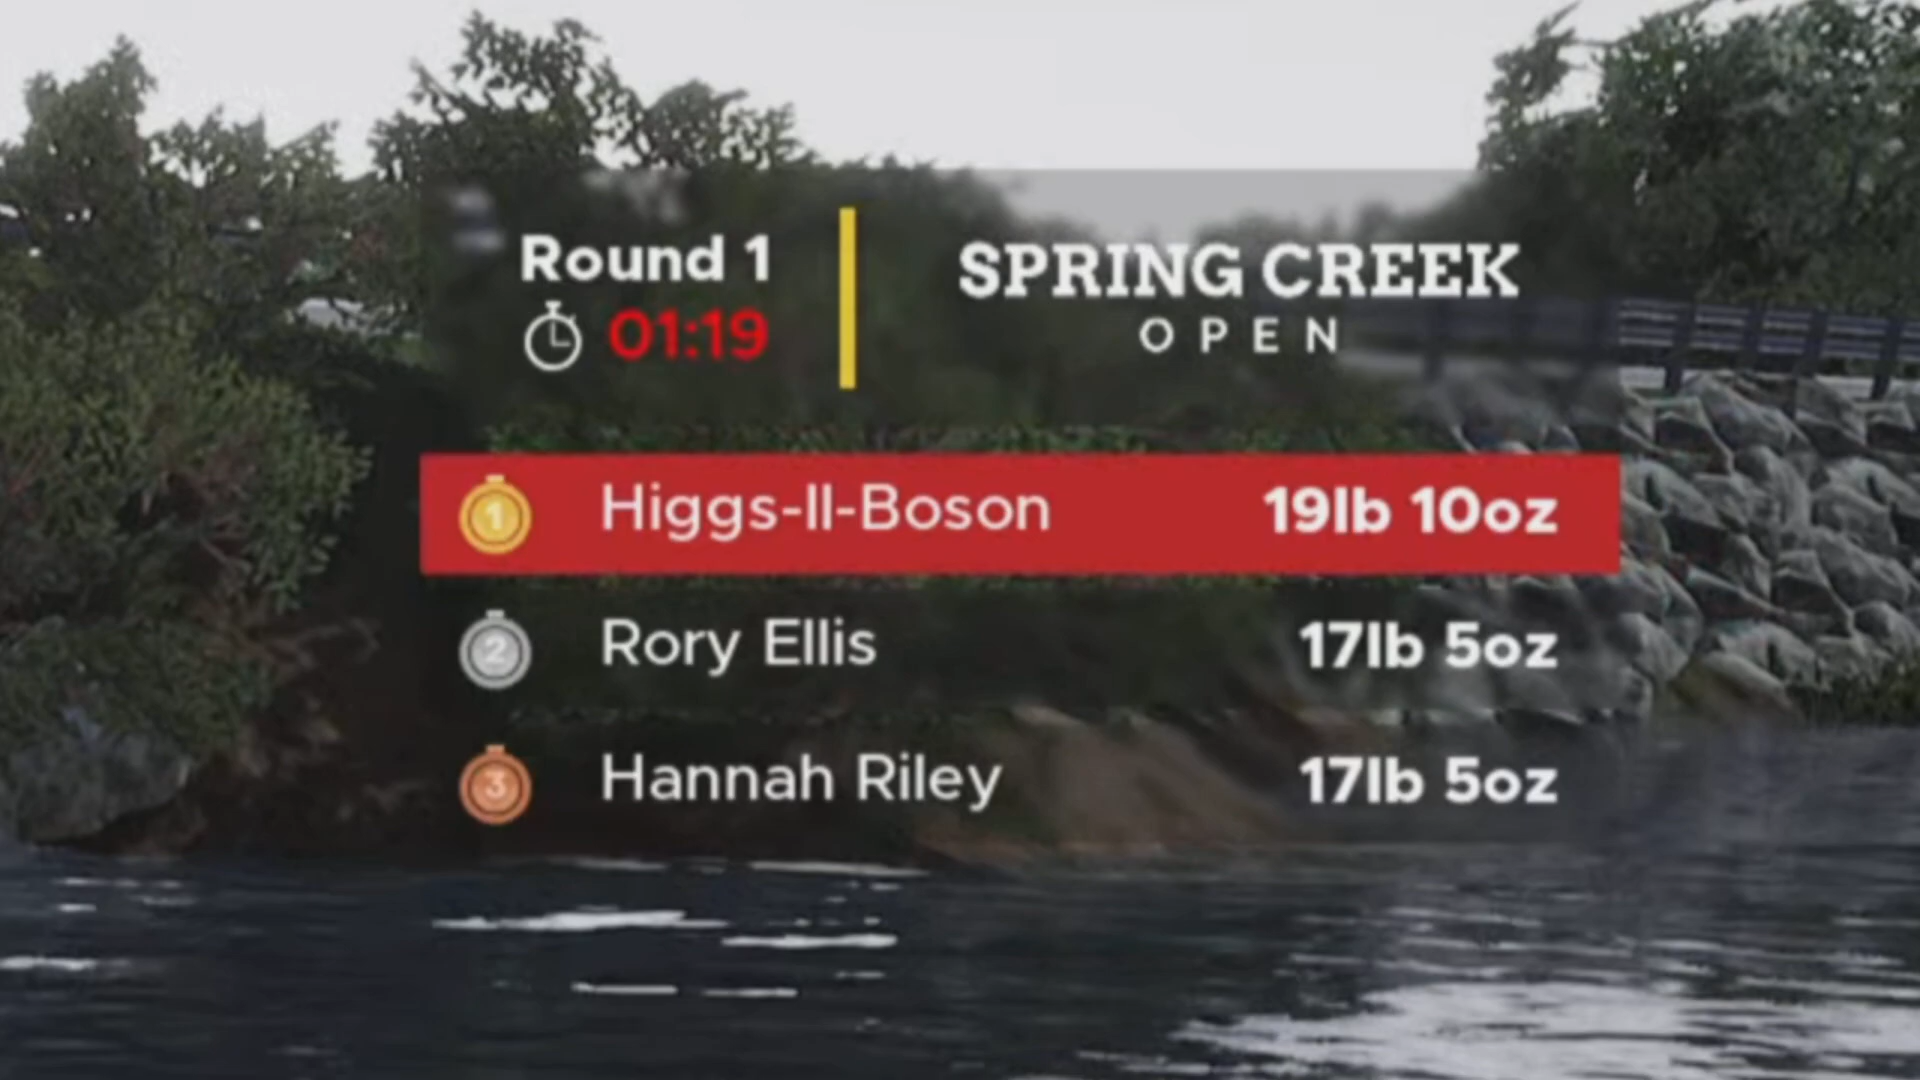 Round 1
01:19
SPRING CREEK
OPEN
1 Higgs-II-Boson 19lb 10oz
2 Rory Ellis 17lb 5oz
3 Hannah Riley 17lb 5oz